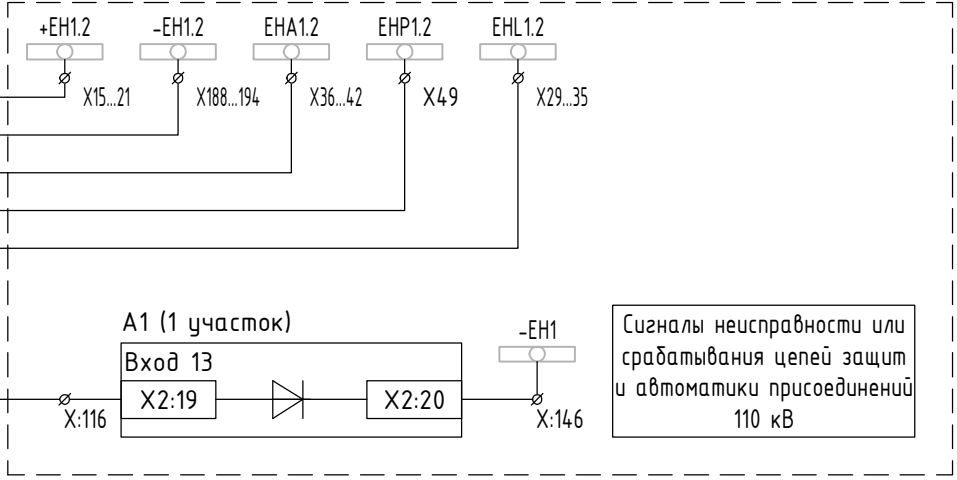 +EH1.2 -EH1.2 EHA1.2 EHP1.2 EHL1.2
X15...21 X188...194 X36...42 X49 X29...35
A1 (1 участок)
Вход 13
X2:19 X2:20
X:116
-EH1
X:146
Сигналы неисправности или
срабатывания цепей защит
и автоматики присоединений
110 кВ